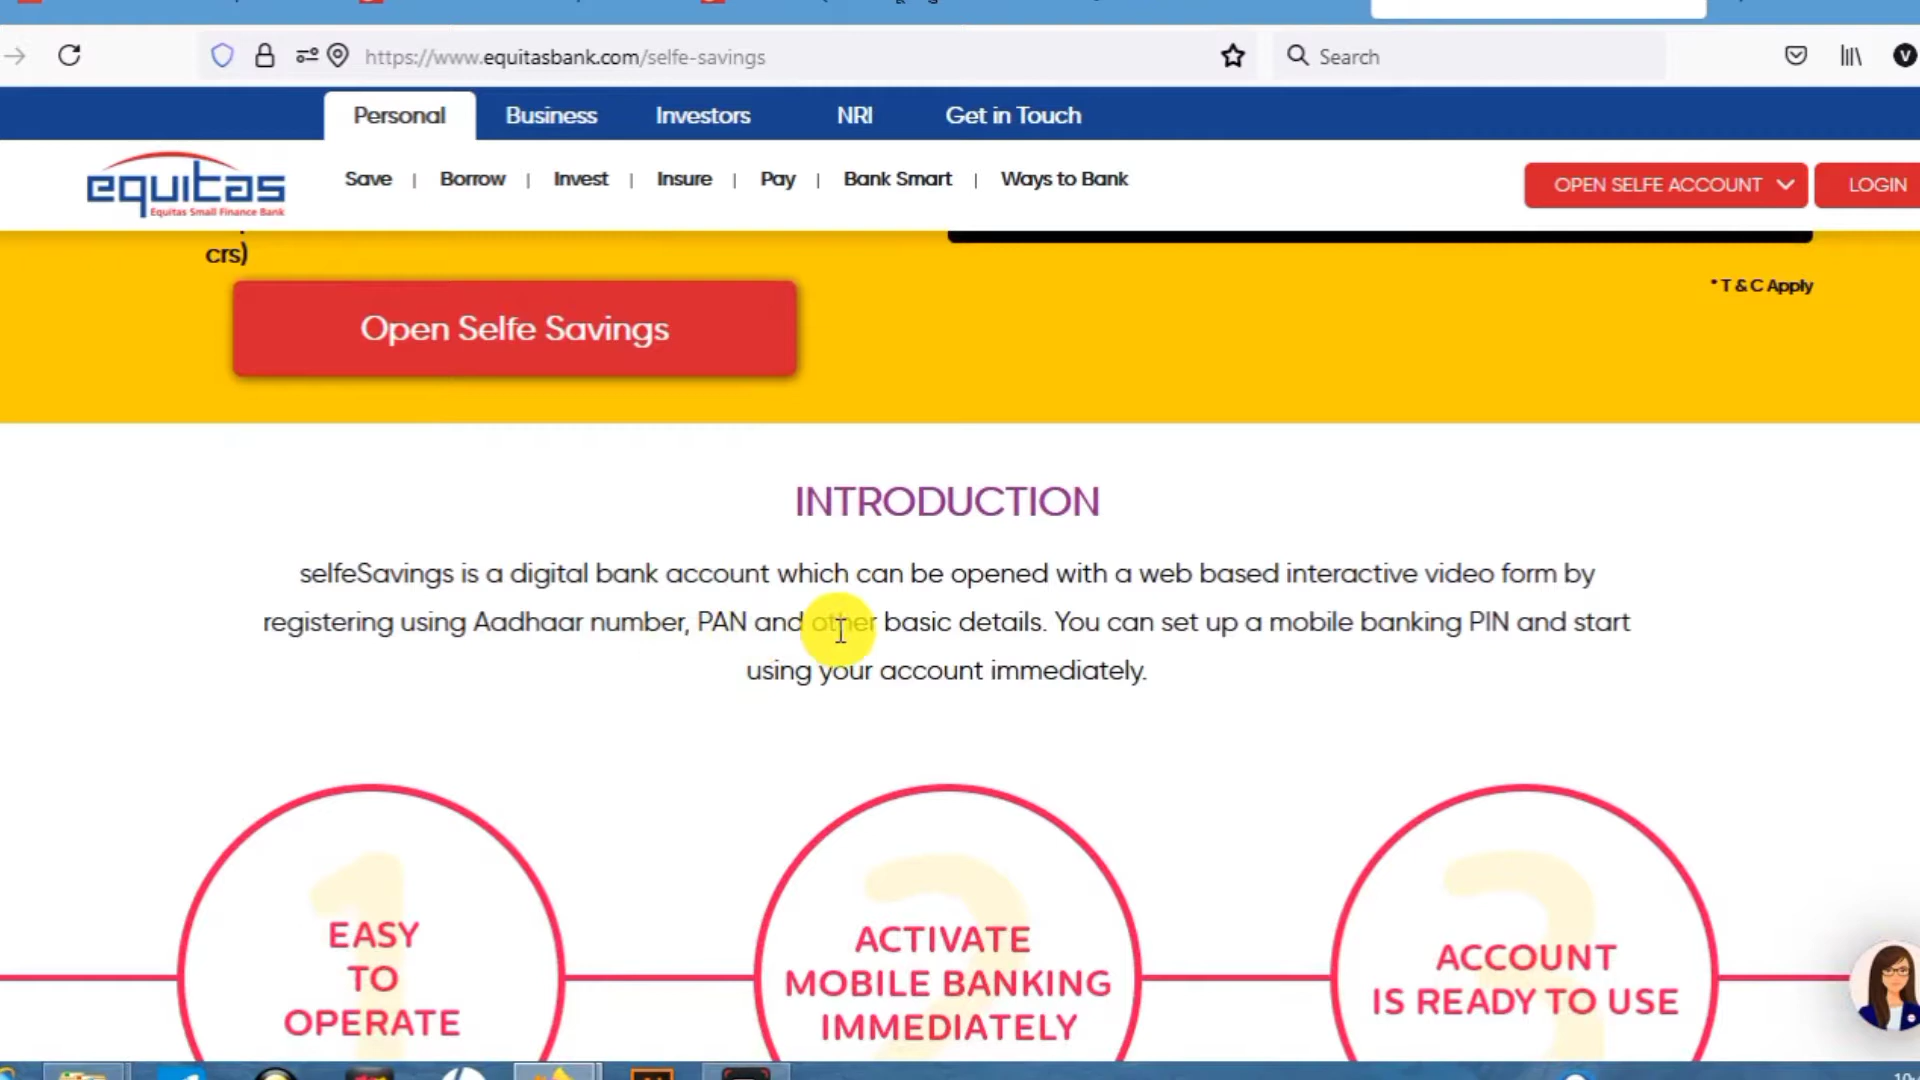 https://www.equitasbank.com/selfe-savings
Search
V
Personal
Business
Investors
NRI
Get in Touch
equitas
Equitas Small Finance Bank
Save | Borrow | Invest | Insure | Pay | Bank Smart | Ways to Bank
OPEN SELFE ACCOUNT
LOGIN
crs)
* T & C Apply
Open Selfe Savings
INTRODUCTION
selfeSavings is a digital bank account which can be opened with a web based interactive video form by
registering using Aadhaar number, PAN and other basic details. You can set up a mobile banking PIN and start
using your account immediately.
1
EASY
TO
OPERATE
2
ACTIVATE
MOBILE BANKING
IMMEDIATELY
3
ACCOUNT
IS READY TO USE